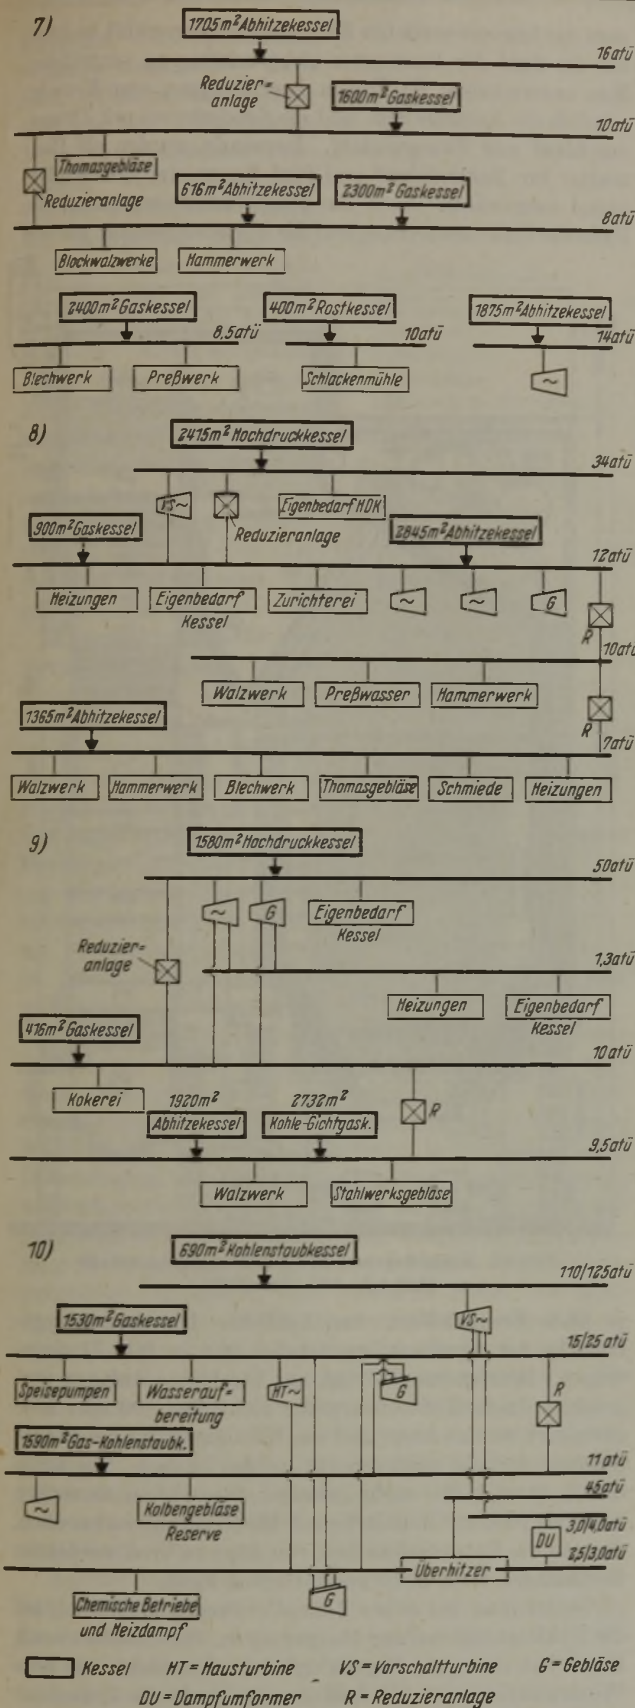 7)
1705m² Abhitzekessel
16atü
Reduzier=
anlage
1600m² Gaskessel
10atü
Thomasgebläse
Reduzieranlage
616m² Abhitzekessel
2300m² Gaskessel
8atü
Blockwalzwerke
Hammerwerk
2400m² Gaskessel
8,5atü
400m² Rostkessel
10atü
1875m² Abhitzekessel
14atü
Blechwerk
Preßwerk
Schlackenmühle
~
8)
2415m² Hochdruckkessel
34atü
VS~
Eigenbedarf HDK
Reduzieranlage
900m² Gaskessel
2845m² Abhitzekessel
12atü
Heizungen
Eigenbedarf
Kessel
Zurichterei
~
~
G
R
10atü
Walzwerk
Preßwasser
Hammerwerk
R
1365m² Abhitzekessel
7atü
Walzwerk
Hammerwerk
Blechwerk
Thomasgebläse
Schmiede
Heizungen
9)
1580m² Hochdruckkessel
50atü
~
G
Eigenbedarf
Kessel
Reduzier=
anlage
1,3atü
Heizungen
Eigenbedarf
Kessel
416m² Gaskessel
10atü
Kokerei
1920m²
Abhitzekessel
2732m²
Kohle-Gichtgask.
R
9,5atü
Walzwerk
Stahlwerksgebläse
10)
690m² Kohlenstaubkessel
110/125atü
VS~
1530m² Gaskessel
15/25 atü
Speisepumpen
Wasserauf=
bereitung
HT~
G
R
1590m² Gas-Kohlenstaubk.
11 atü
45atü
~
Kolbengebläse
Reserve
3,0/4,0atü
DU
2,5/3,0atü
Überhitzer
Chemische Betriebe
und Heizdampf
G
Kessel HT = Hausturbine VS = Vorschaltturbine G = Gebläse
DU = Dampfumformer R = Reduzieranlage